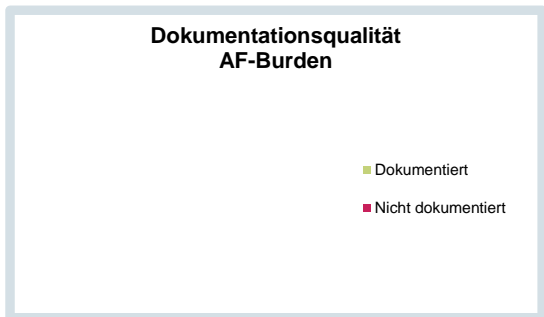 Dokumentationsqualität
AF-Burden
Dokumentiert
Nicht dokumentiert